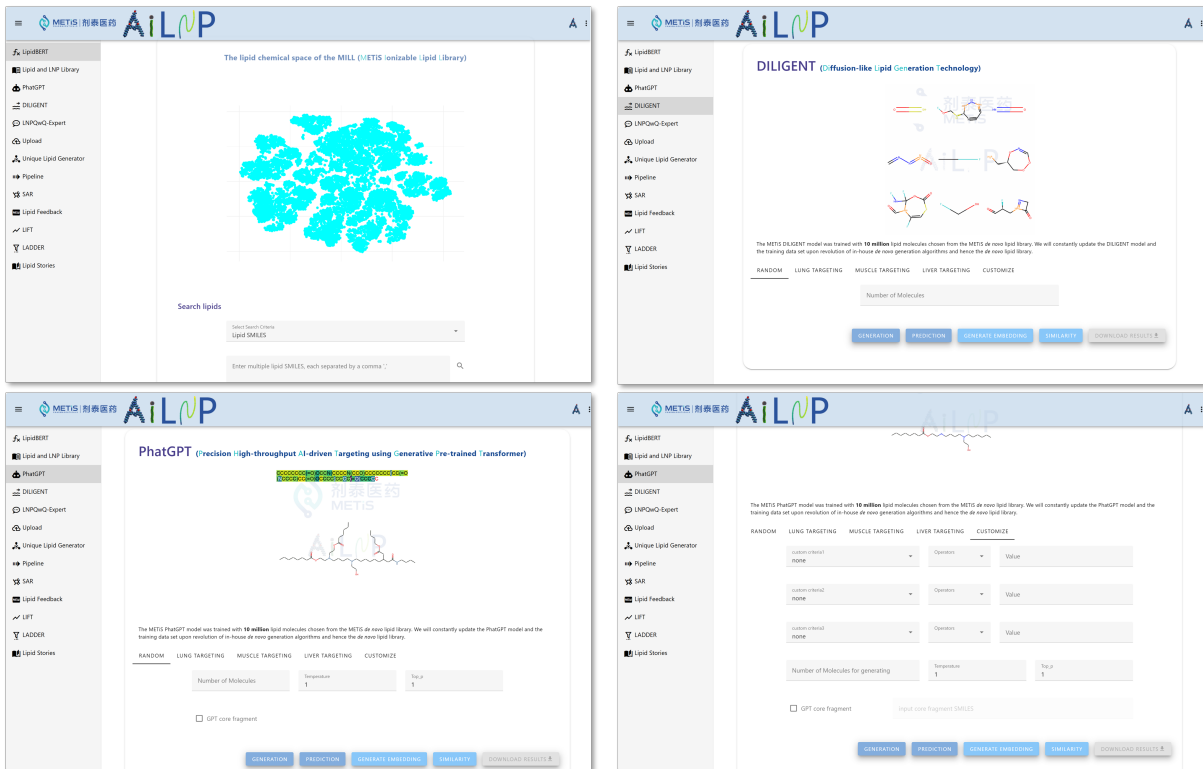 METiS 剂泰医药 AiLNP
LipidBERT
Lipid and LNP Library
PhatGPT
DILIGENT
LNPQwQ-Expert
Upload
Unique Lipid Generator
Pipeline
SAR
Lipid Feedback
LIFT
LADDER
Lipid Stories
The lipid chemical space of the MILL (METiS Ionizable Lipid Library)
Search lipids
Select Search Criteria
Lipid SMILES
Enter multiple lipid SMILES, each separated by a comma ','
METiS 剂泰医药 AiLNP
LipidBERT
Lipid and LNP Library
PhatGPT
DILIGENT
LNPQwQ-Expert
Upload
Unique Lipid Generator
Pipeline
SAR
Lipid Feedback
LIFT
LADDER
Lipid Stories
DILIGENT (Diffusion-like Lipid Generation Technology)
剂泰医药
METiS
AiLNP
The METiS DILIGENT model was trained with 10 million lipid molecules chosen from the METiS de novo lipid library. We will constantly update the DILIGENT model and
the training data set upon revolution of in-house de novo generation algorithms and hence the de novo lipid library.
RANDOM LUNG TARGETING MUSCLE TARGETING LIVER TARGETING CUSTOMIZE
Number of Molecules
GENERATION PREDICTION GENERATE EMBEDDING SIMILARITY DOWNLOAD RESULTS
METiS 剂泰医药 AiLNP
LipidBERT
Lipid and LNP Library
PhatGPT
DILIGENT
LNPQwQ-Expert
Upload
Unique Lipid Generator
Pipeline
SAR
Lipid Feedback
LIFT
LADDER
Lipid Stories
PhatGPT (Precision High-throughput AI-driven Targeting using Generative Pre-trained Transformer)
剂泰医药
METiS
AiLNP
The METiS PhatGPT model was trained with 10 million lipid molecules chosen from the METiS de novo lipid library. We will constantly update the PhatGPT model and the
training data set upon revolution of in-house de novo generation algorithms and hence the de novo lipid library.
RANDOM LUNG TARGETING MUSCLE TARGETING LIVER TARGETING CUSTOMIZE
Number of Molecules
Temperature
1
Top_p
1
GPT core fragment
GENERATION PREDICTION GENERATE EMBEDDING SIMILARITY DOWNLOAD RESULTS
METiS 剂泰医药 AiLNP
LipidBERT
Lipid and LNP Library
PhatGPT
DILIGENT
LNPQwQ-Expert
Upload
Unique Lipid Generator
Pipeline
SAR
Lipid Feedback
LIFT
LADDER
Lipid Stories
AiLNP
The METiS PhatGPT model was trained with 10 million lipid molecules chosen from the METiS de novo lipid library. We will constantly update the PhatGPT model and the
training data set upon revolution of in-house de novo generation algorithms and hence the de novo lipid library.
RANDOM LUNG TARGETING MUSCLE TARGETING LIVER TARGETING CUSTOMIZE
custom criteria1
none
Operators
Value
custom criteria2
none
Operators
Value
custom criteria3
none
Operators
Value
Number of Molecules for generating
Temperature
1
Top_p
1
GPT core fragment
Input core fragment SMILES
GENERATION PREDICTION GENERATE EMBEDDING SIMILARITY DOWNLOAD RESULTS